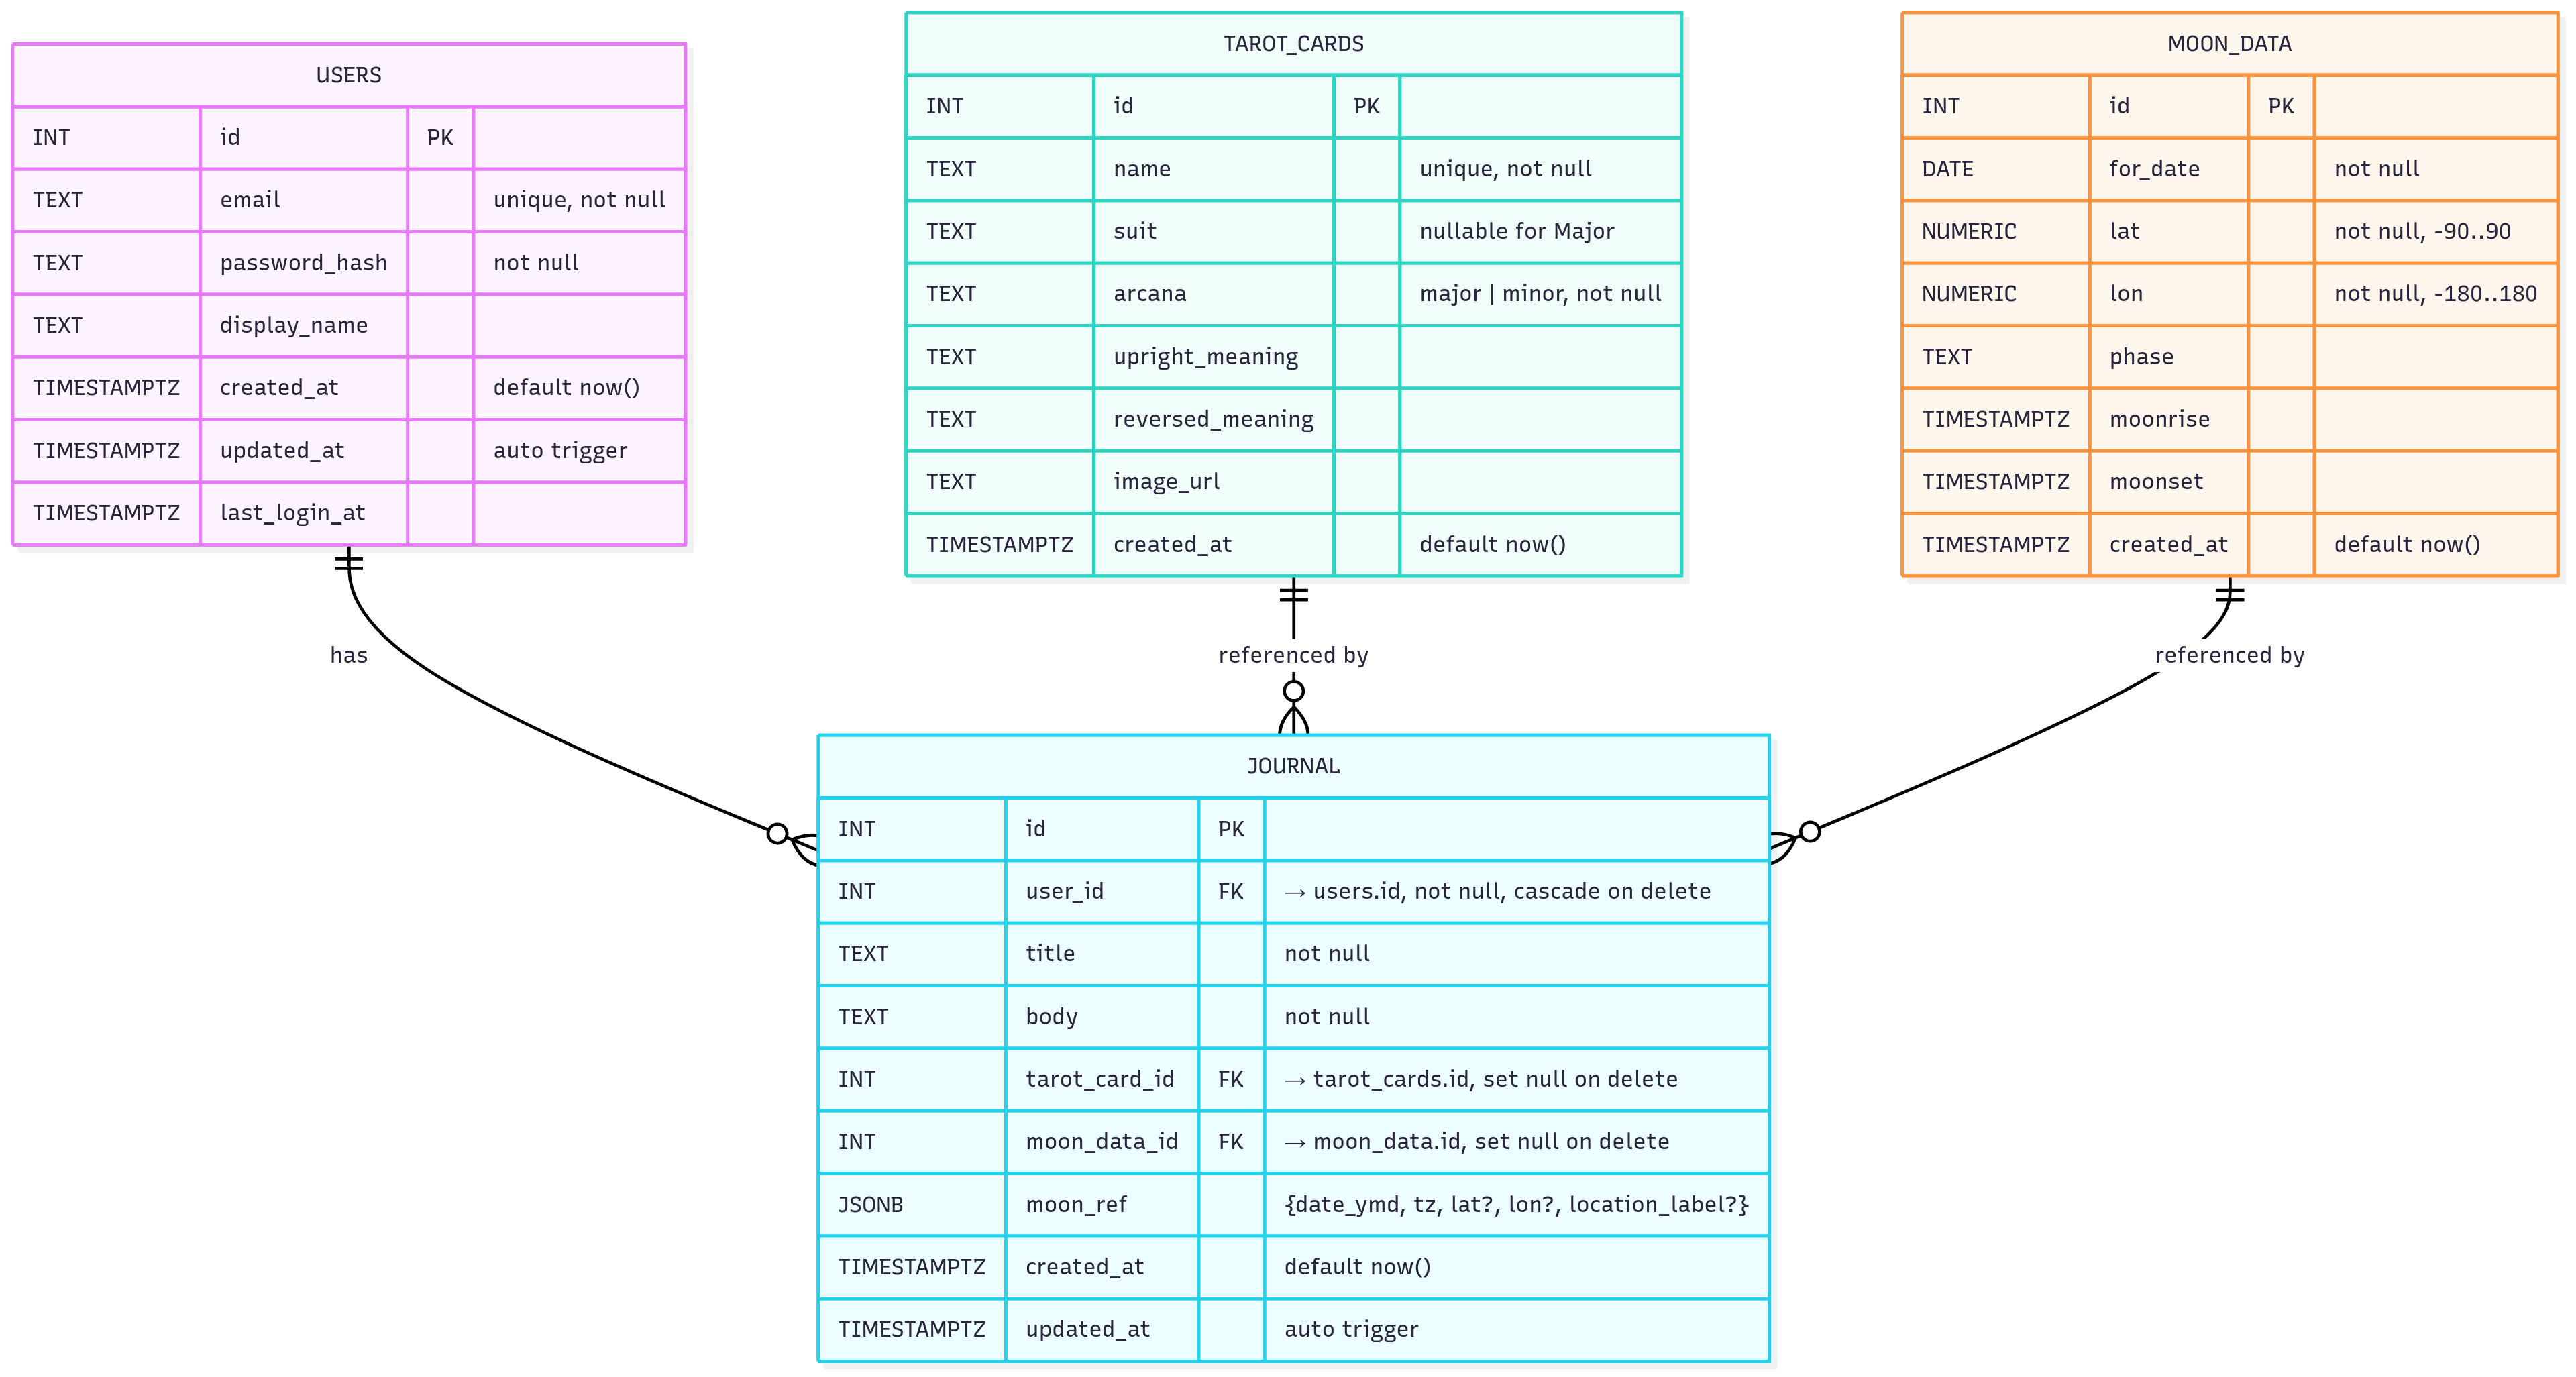 USERS
INT id PK
TEXT email unique, not null
TEXT password_hash not null
TEXT display_name
TIMESTAMPTZ created_at default now()
TIMESTAMPTZ updated_at auto trigger
TIMESTAMPTZ last_login_at
TAROT_CARDS
INT id PK
TEXT name unique, not null
TEXT suit nullable for Major
TEXT arcana major | minor, not null
TEXT upright_meaning
TEXT reversed_meaning
TEXT image_url
TIMESTAMPTZ created_at default now()
MOON_DATA
INT id PK
DATE for_date not null
NUMERIC lat not null, -90..90
NUMERIC lon not null, -180..180
TEXT phase
TIMESTAMPTZ moonrise
TIMESTAMPTZ moonset
TIMESTAMPTZ created_at default now()
has
referenced by
referenced by
JOURNAL
INT id PK
INT user_id FK → users.id, not null, cascade on delete
TEXT title not null
TEXT body not null
INT tarot_card_id FK → tarot_cards.id, set null on delete
INT moon_data_id FK → moon_data.id, set null on delete
JSONB moon_ref {date_ymd, tz, lat?, lon?, location_label?}
TIMESTAMPTZ created_at default now()
TIMESTAMPTZ updated_at auto trigger